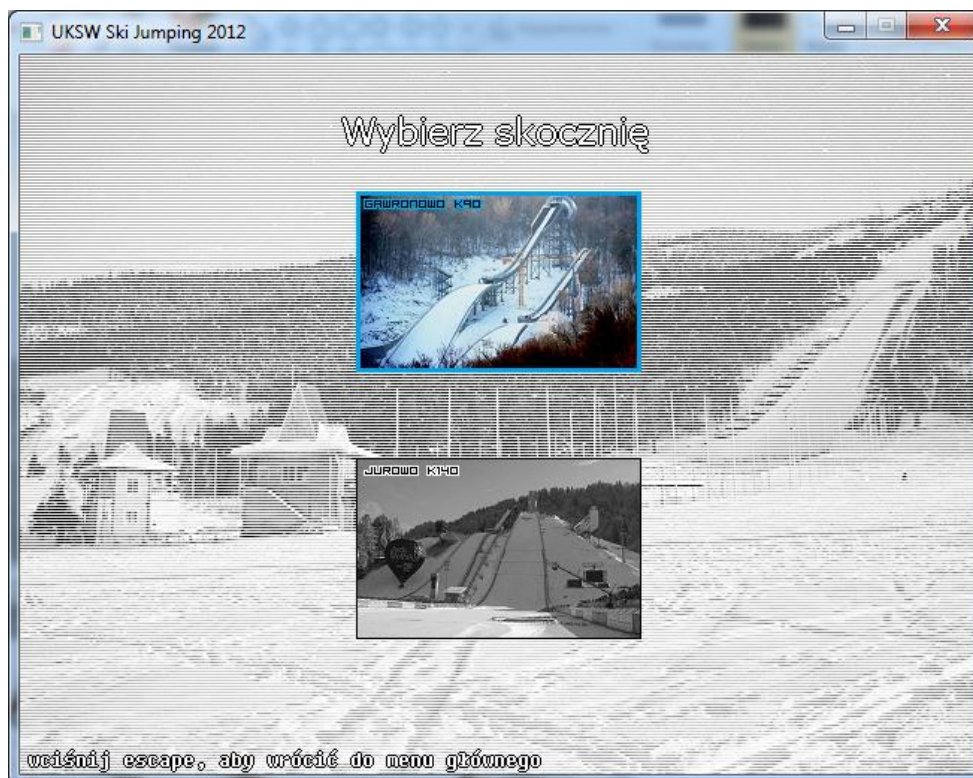 UKSW Ski Jumping 2012
Wybierz skocznię
GAWRONOWO K90
JUROWO K140
wciśnij escape, aby wrócić do menu głównego